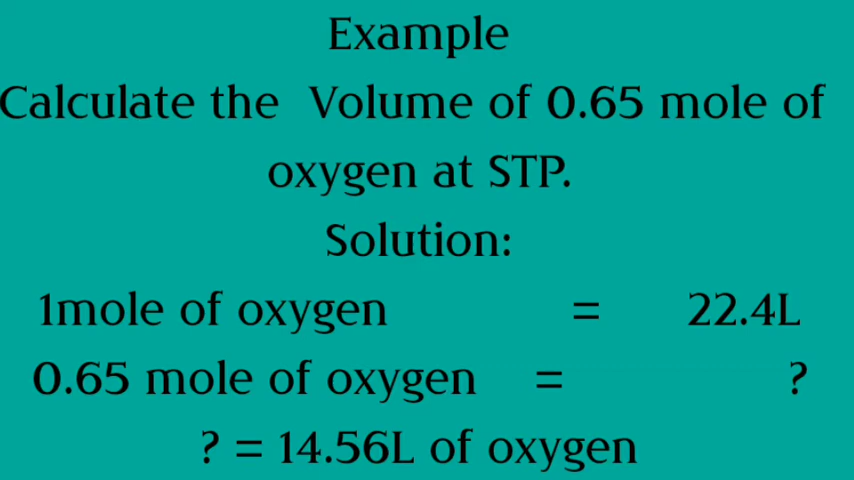 Example
Calculate the Volume of 0.65 mole of
oxygen at STP.
Solution:
1mole of oxygen = 22.4L
0.65 mole of oxygen = ?
? = 14.56L of oxygen